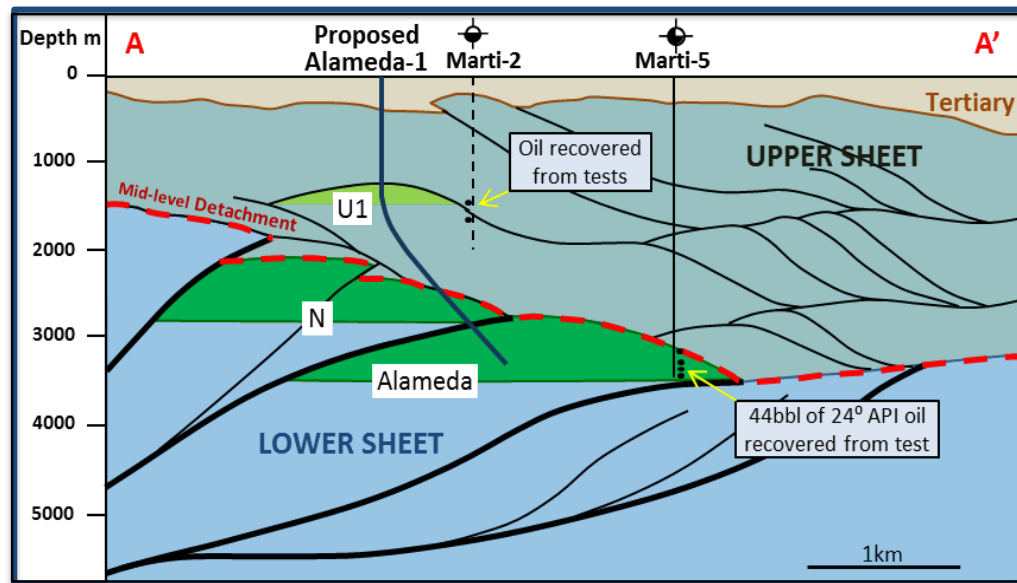 Depth m
A
Proposed
Alameda-1
Marti-2
Marti-5
A'
0
Tertiary
Oil recovered
from tests
UPPER SHEET
1000
Mid-level Detachment
U1
2000
N
3000
Alameda
4000
44bbl of 24⁰ API oil
recovered from test
LOWER SHEET
5000
1km